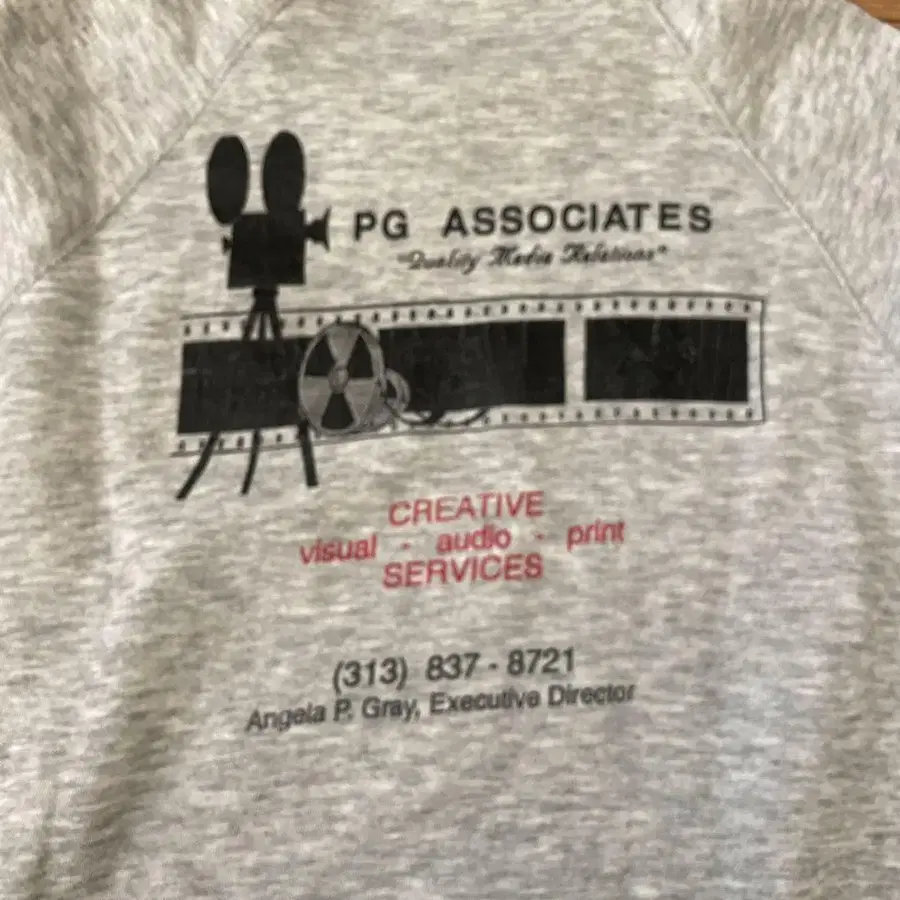 PG ASSOCIATES
"Quality Media Relations"
CREATIVE
visual - audio - print
SERVICES
(313) 837 - 8721
Angela P. Gray, Executive Director